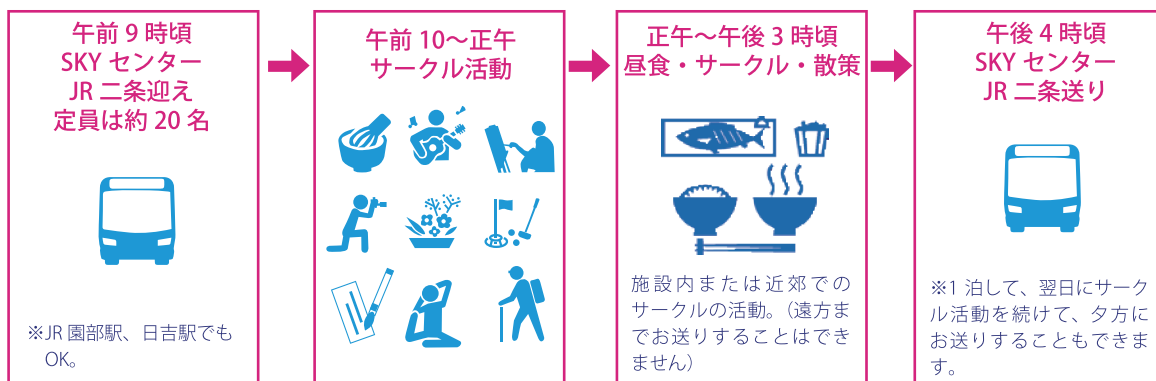 午前 9 時頃
SKY センター
JR 二条迎え
定員は約 20 名
※JR 園部駅、日吉駅でも
OK。
午前 10～正午
サークル活動
正午～午後 3 時頃
昼食・サークル・散策
施設内または近郊での
サークルの活動。（遠方ま
でお送りすることはでき
ません）
午後 4 時頃
SKY センター
JR 二条送り
※1 泊して、翌日にサーク
ル活動を続けて、夕方に
お送りすることもできま
す。